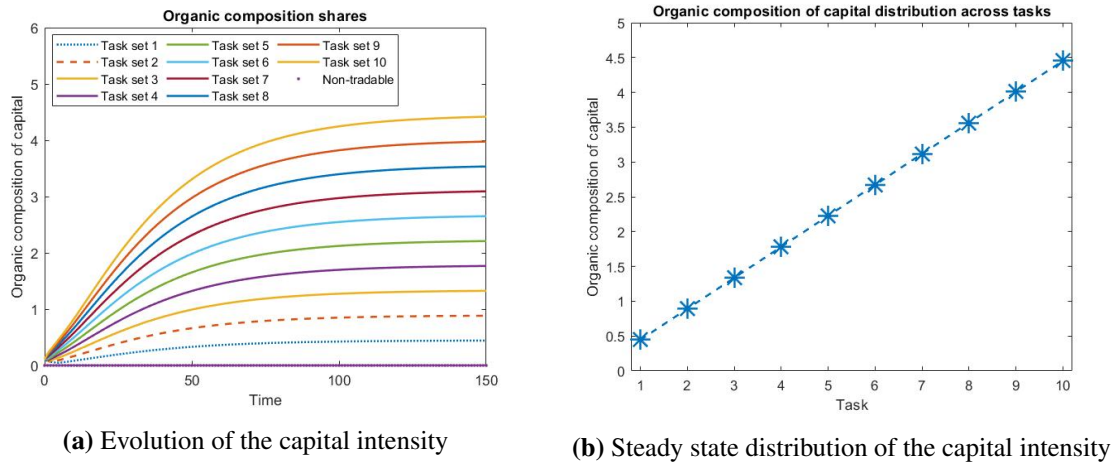 Organic composition shares
Organic composition of capital
6
5
4
3
2
1
0
Task set 1
Task set 2
Task set 3
Task set 4
Task set 5
Task set 6
Task set 7
Task set 8
Task set 9
Task set 10
Non-tradable
0
50
100
150
Time
(a) Evolution of the capital intensity
Organic composition of capital distribution across tasks
Organic composition of capital
5
4.5
4
3.5
3
2.5
2
1.5
1
0.5
0
1
2
3
4
5
6
7
8
9
10
Task
(b) Steady state distribution of the capital intensity